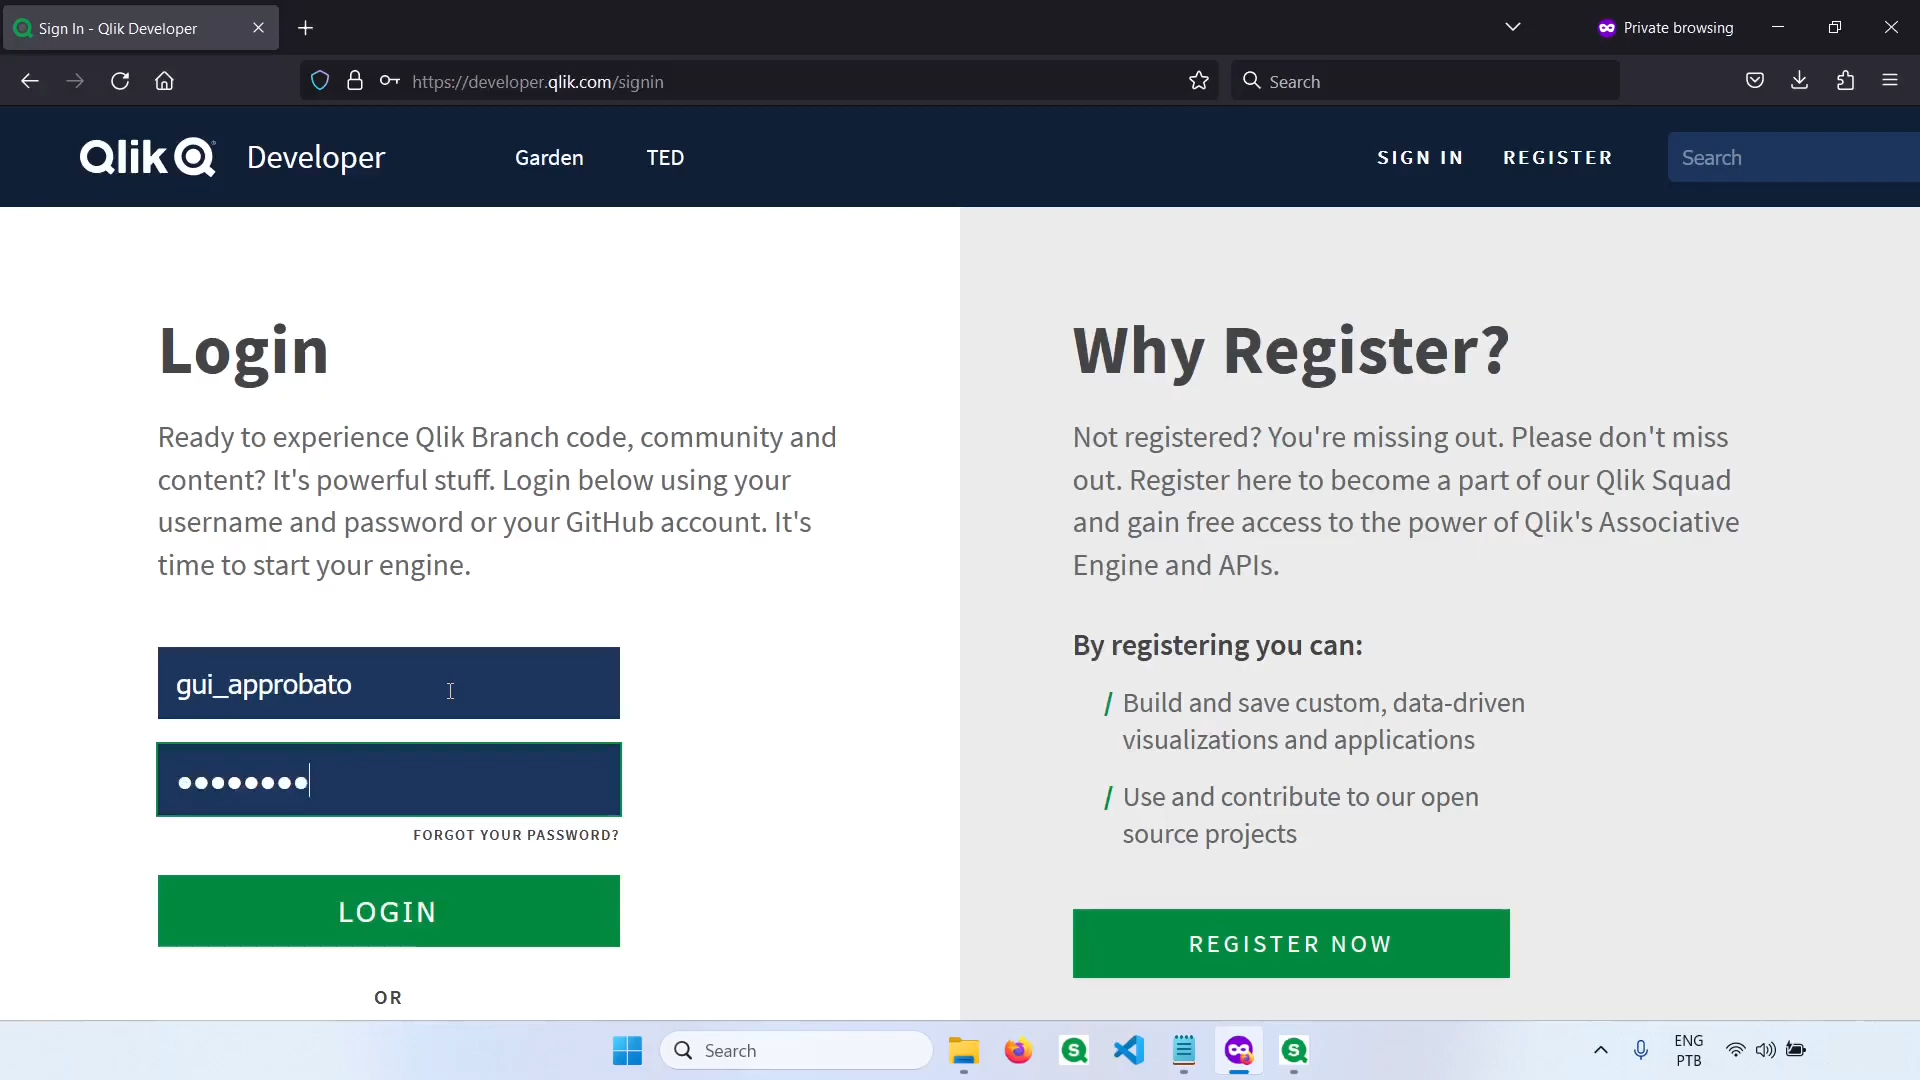 Sign In - Qlik Developer
Private browsing
https://developer.qlik.com/signin
Search
Qlik Developer
Garden
TED
SIGN IN
REGISTER
Search
Login
Ready to experience Qlik Branch code, community and
content? It's powerful stuff. Login below using your
username and password or your GitHub account. It's
time to start your engine.
gui_approbato
••••••••
FORGOT YOUR PASSWORD?
LOGIN
OR
Why Register?
Not registered? You're missing out. Please don't miss
out. Register here to become a part of our Qlik Squad
and gain free access to the power of Qlik's Associative
Engine and APIs.
By registering you can:
/ Build and save custom, data-driven
visualizations and applications
/ Use and contribute to our open
source projects
REGISTER NOW
Search
ENG
PTB